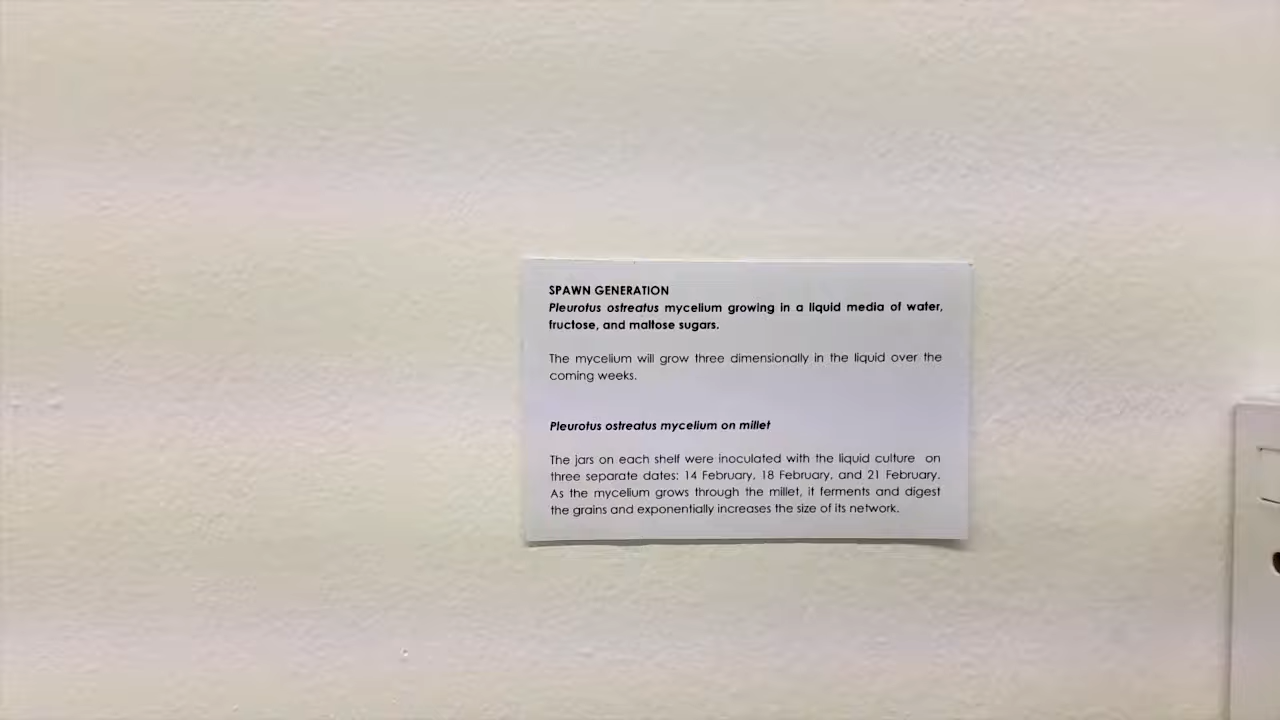 SPAWN GENERATION
Pleurotus ostreatus mycelium growing in a liquid media of water,
fructose, and maltose sugars.
The mycelium will grow three dimensionally in the liquid over the
coming weeks.
Pleurotus ostreatus mycelium on millet
The jars on each shelf were inoculated with the liquid culture on
three separate dates: 14 February, 18 February, and 21 February.
As the mycelium grows through the millet, it ferments and digest
the grains and exponentially increases the size of its network.